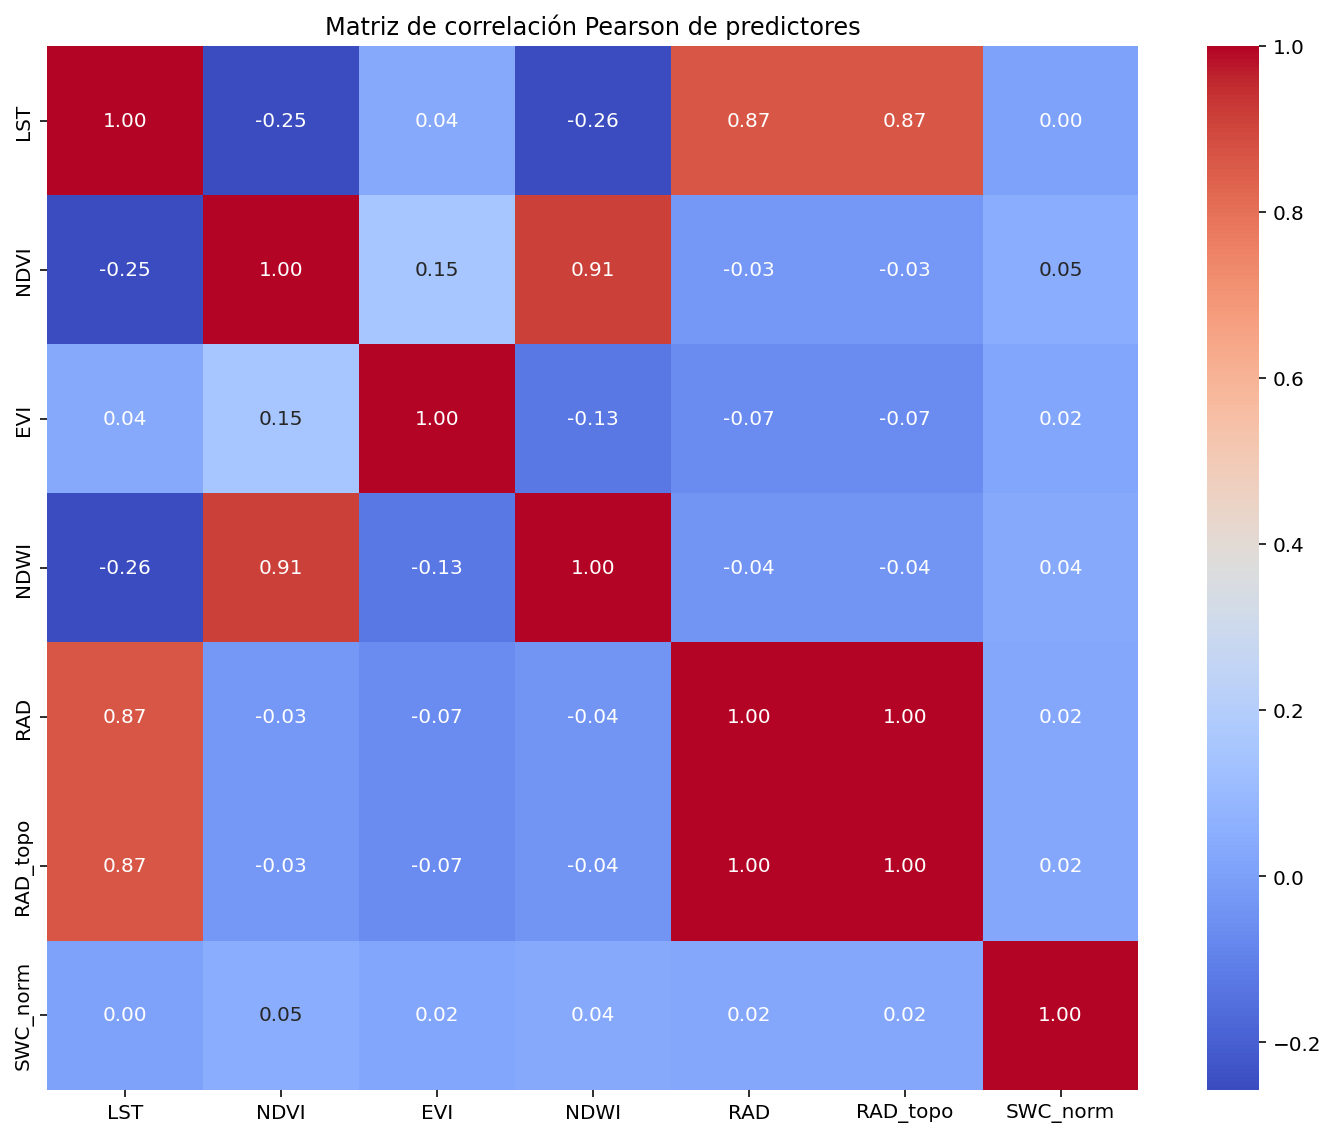 Matriz de correlación Pearson de predictores
LST 1.00 -0.25 0.04 -0.26 0.87 0.87 0.00
NDVI -0.25 1.00 0.15 0.91 -0.03 -0.03 0.05
EVI 0.04 0.15 1.00 -0.13 -0.07 -0.07 0.02
NDWI -0.26 0.91 -0.13 1.00 -0.04 -0.04 0.04
RAD 0.87 -0.03 -0.07 -0.04 1.00 1.00 0.02
RAD_topo 0.87 -0.03 -0.07 -0.04 1.00 1.00 0.02
SWC_norm 0.00 0.05 0.02 0.04 0.02 0.02 1.00
LST NDVI EVI NDWI RAD RAD_topo SWC_norm
1.0
0.8
0.6
0.4
0.2
0.0
−0.2